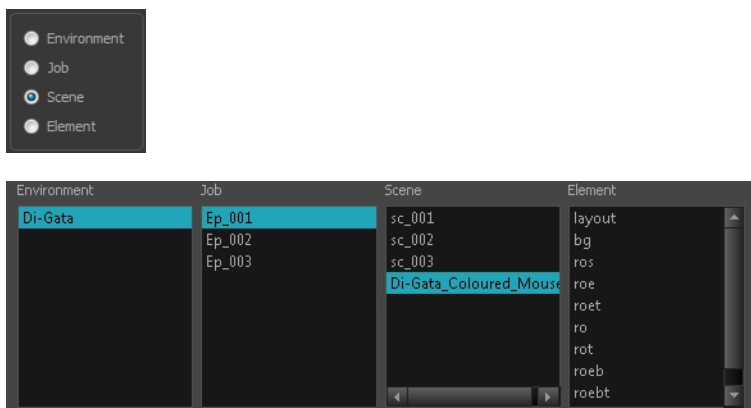 Environment
Job
Scene
Element
Environment Job Scene Element
Di-Gata Ep_001 sc_001 layout
Ep_002 sc_002 bg
Ep_003 sc_003 ros
Di-Gata_Coloured_Mouse roe
roet
ro
rot
roeb
roebt